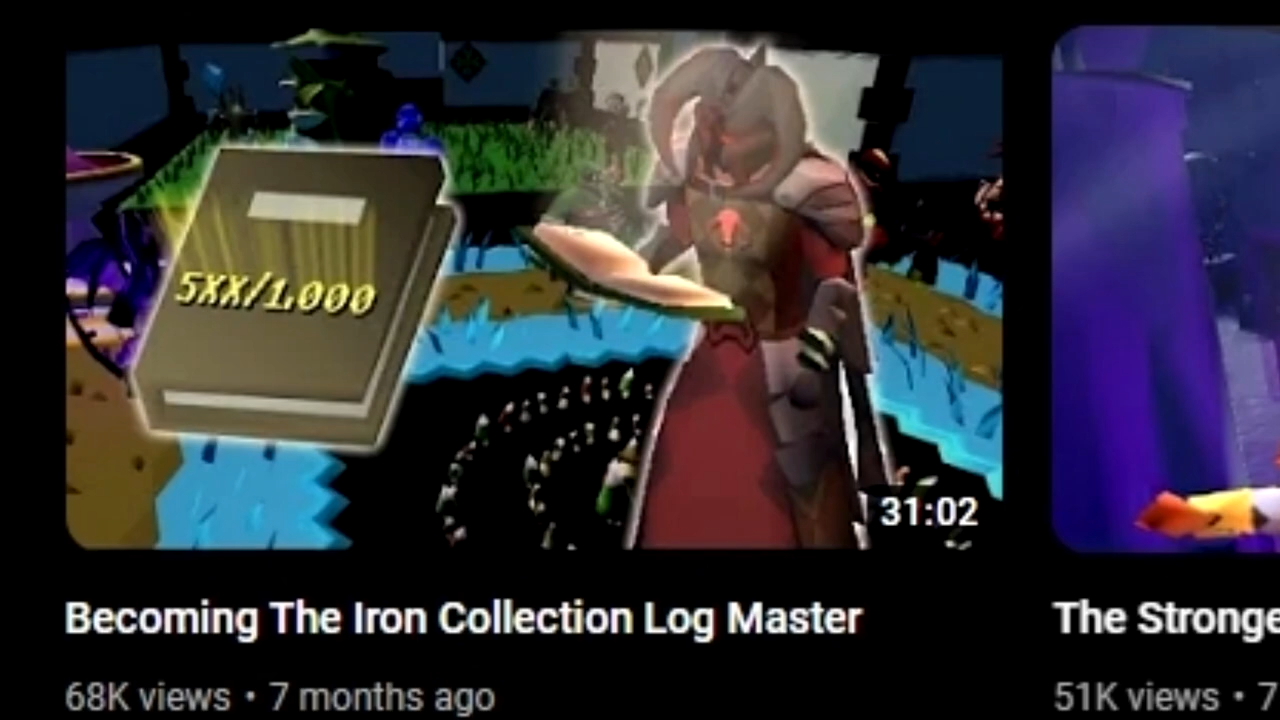 5XX/1,000
31:02
Becoming The Iron Collection Log Master
68K views • 7 months ago
The Stronge
51K views • 7